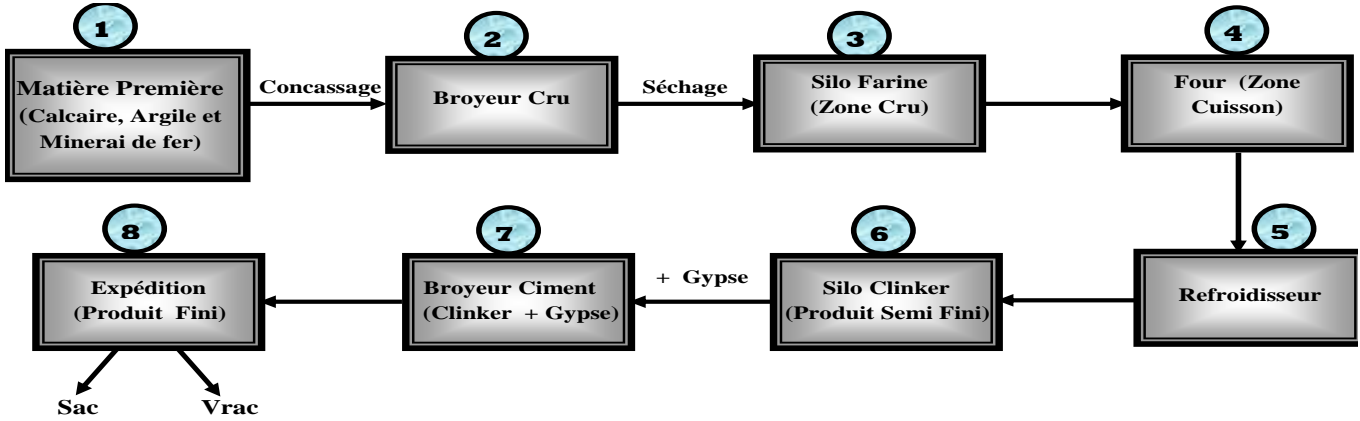 1
Matière Première
(Calcaire, Argile et
Minerai de fer)
Concassage
2
Broyeur Cru
Séchage
3
Silo Farine
(Zone Cru)
4
Four (Zone
Cuisson)
5
Refroidisseur
6
Silo Clinker
(Produit Semi Fini)
+ Gypse
7
Broyeur Ciment
(Clinker + Gypse)
8
Expédition
(Produit Fini)
Sac
Vrac